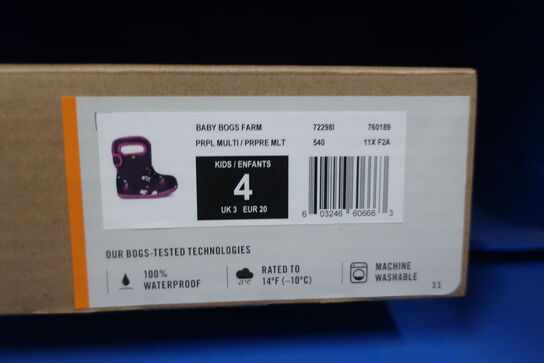 BABY BOGS FARM 72298I 760189
PRPL MULTI / PRPRE MLT 540 11X F2A
KIDS / ENFANTS
4
UK 3 EUR 20
6 03246 60666 3
OUR BOGS-TESTED TECHNOLOGIES
100% WATERPROOF
RATED TO 14°F (-10°C)
MACHINE WASHABLE
11